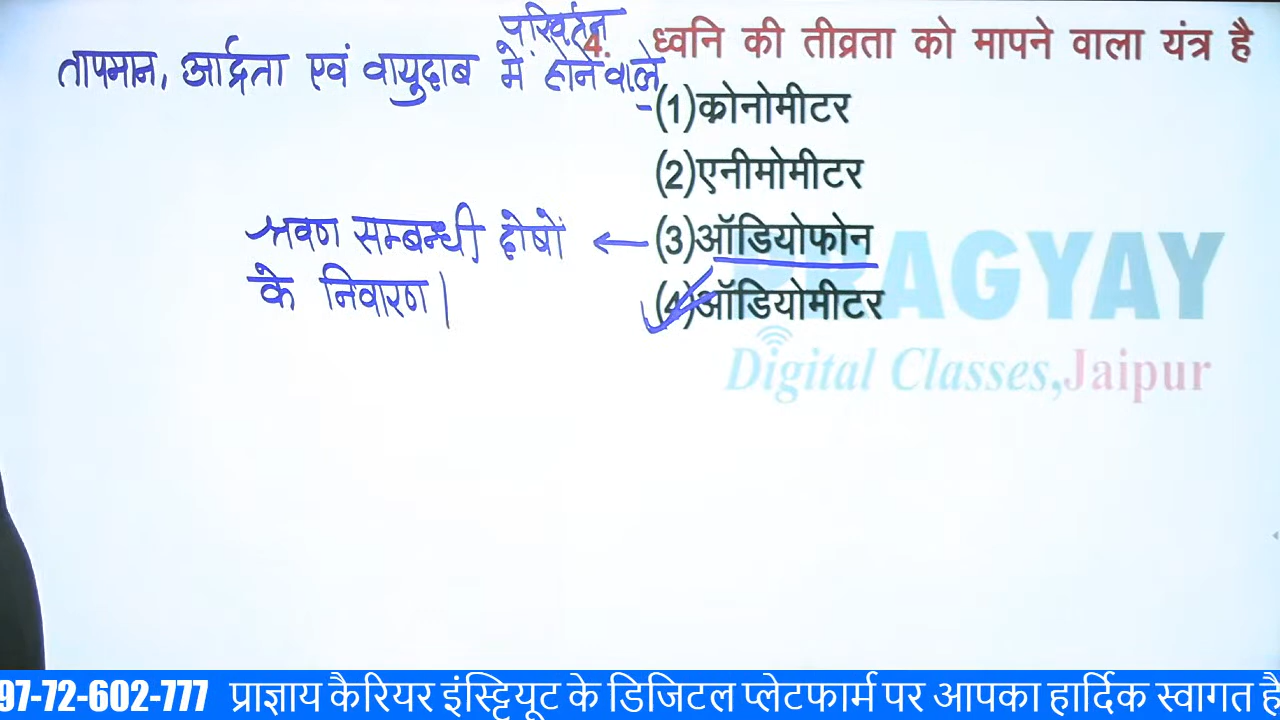 परिवर्तन
4. ध्वनि की तीव्रता को मापने वाला यंत्र है
तापमान, आर्द्रता एवं वायुदाब में होने वाले
(1)क्रोनोमीटर
(2)एनीमोमीटर
श्रवण सम्बन्धी दोषों ← (3)ऑडियोफोन
के निवारण।
(4)ऑडियोमीटर
PRAGYAY
Digital Classes,Jaipur
97-72-602-777 प्राज्ञाय कैरियर इंस्टि्यूट के डिजिटल प्लेटफार्म पर आपका हार्दिक स्वागत है